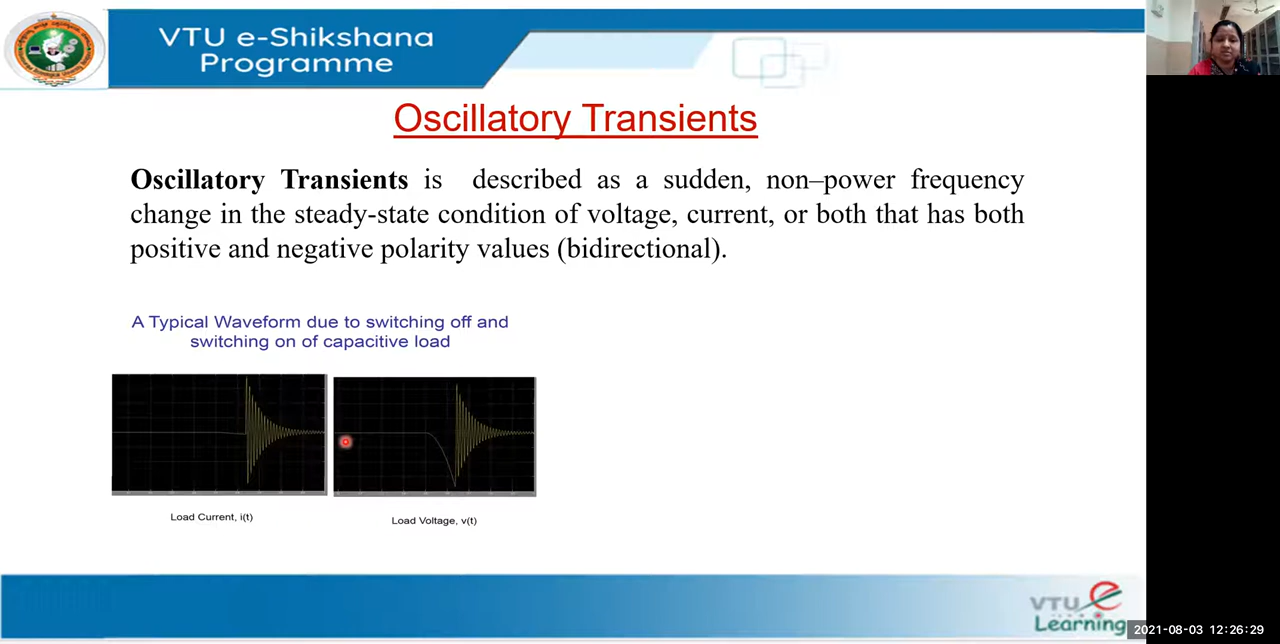 VTU e-Shikshana
Programme
Oscillatory Transients
Oscillatory Transients is described as a sudden, non–power frequency
change in the steady-state condition of voltage, current, or both that has both
positive and negative polarity values (bidirectional).
A Typical Waveform due to switching off and
switching on of capacitive load
Load Current, i(t)
Load Voltage, v(t)
VTU e
Learning
2021-08-03 12:26:29